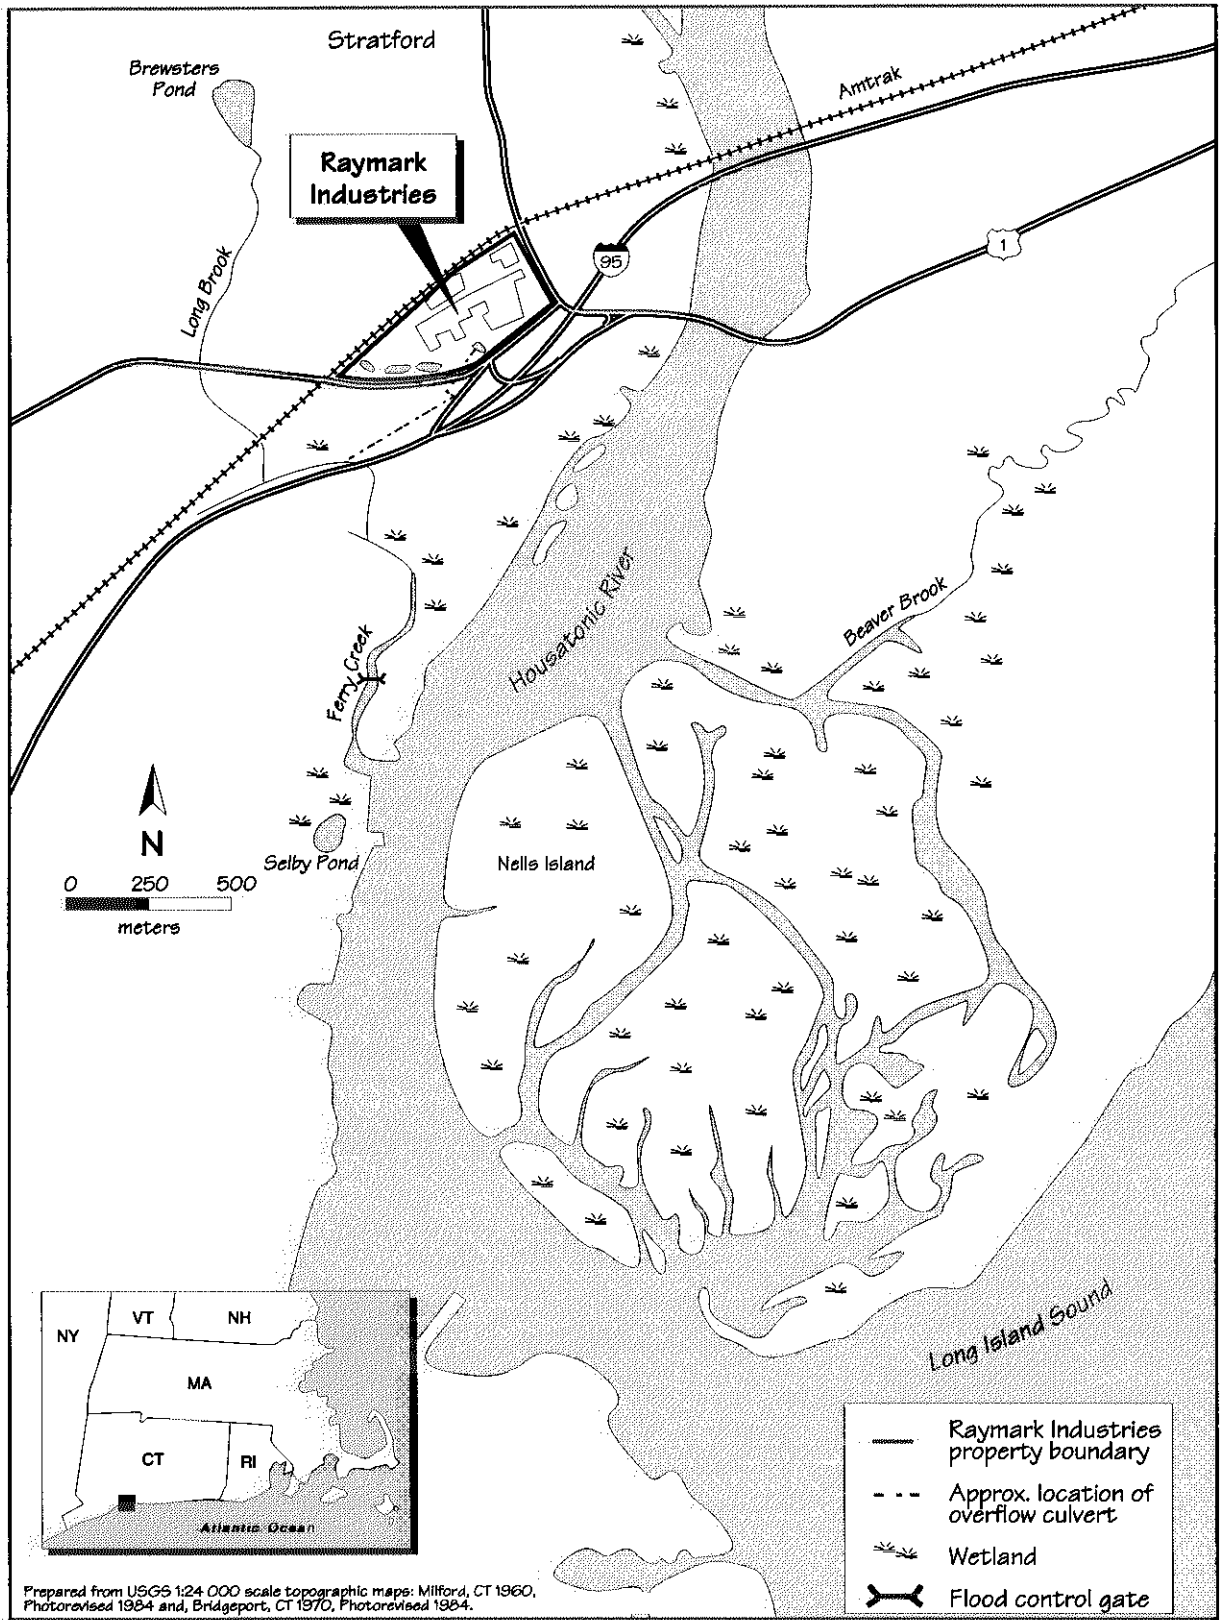 Stratford
Brewsters
Pond
Amtrak
Raymark
Industries
95
1
Long Brook
Housatonic River
Beaver Brook
Ferry Creek
N
Selby Pond
0 250 500
meters
Nells Island
NY
VT
NH
MA
CT
RI
Atlantic Ocean
Long Island Sound
Raymark Industries
property boundary
Approx. location of
overflow culvert
Wetland
Flood control gate
Prepared from USGS 1:24 000 scale topographic maps: Milford, CT 1960,
Photorevised 1984 and, Bridgeport, CT 1970, Photorevised 1984.